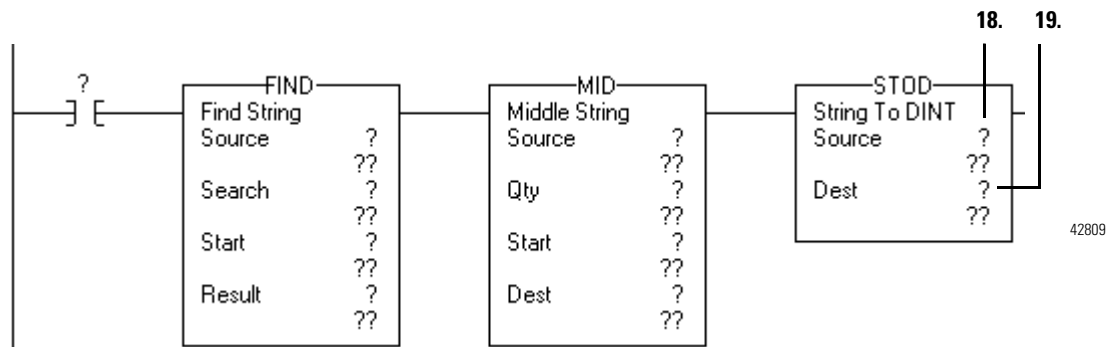 18. 19.
?
FIND
Find String
Source ?
??
Search ?
??
Start ?
??
Result ?
??
MID
Middle String
Source ?
??
Qty ?
??
Start ?
??
Dest ?
??
STOD
String To DINT
Source ?
??
Dest ?
??
42809